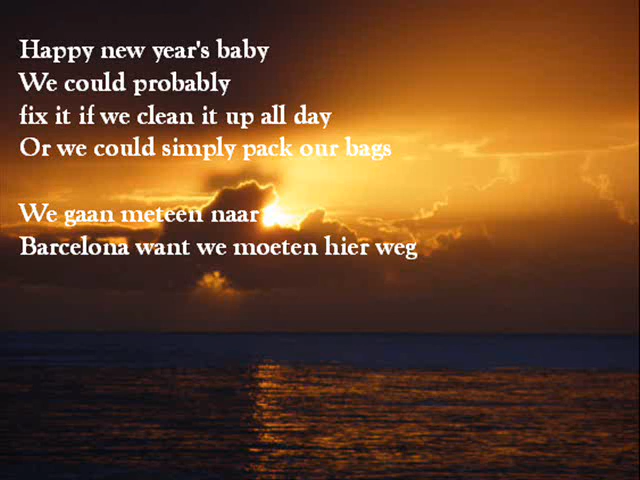 Happy new year's baby
We could probably
fix it if we clean it up all day
Or we could simply pack our bags
We gaan meteen naar
Barcelona want we moeten hier weg